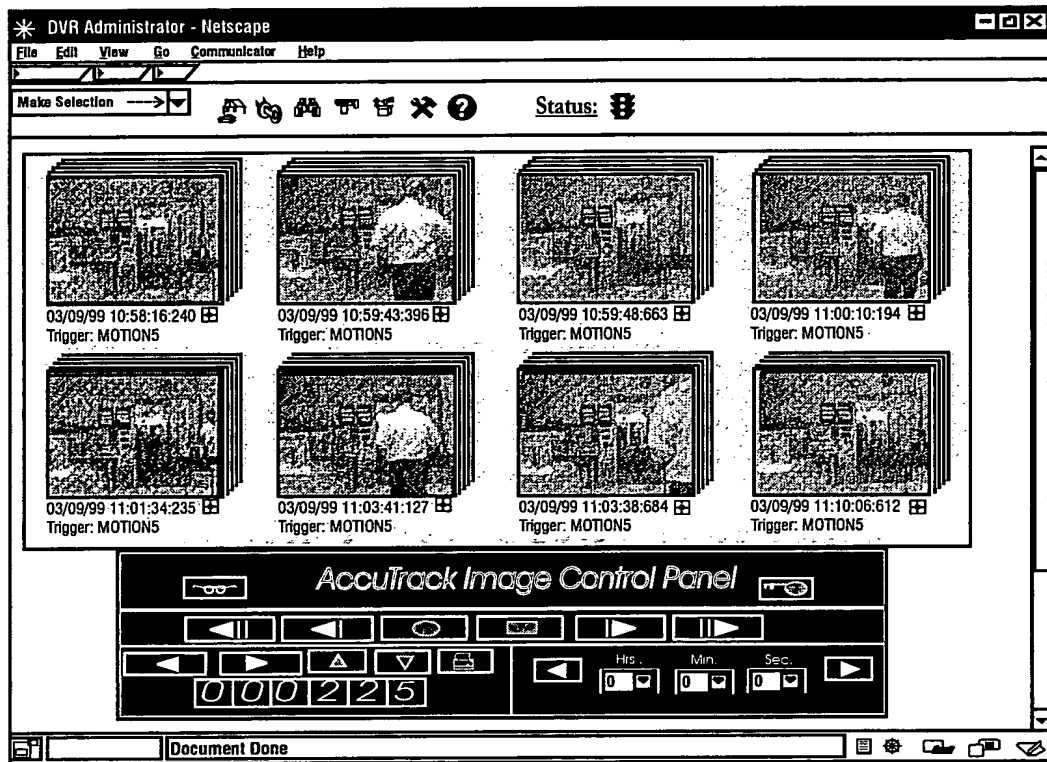 DVR Administrator - Netscape
File Edit View Go Communicator Help
Make Selection ----> 
? Status:
03/09/99 10:58:16:240 03/09/99 10:59:43:396 03/09/99 10:59:48:663 03/09/99 11:00:10:194
Trigger: MOTION5 Trigger: MOTION5 Trigger: MOTION5 Trigger: MOTION5
03/09/99 11:01:34:235 03/09/99 11:03:41:127 03/09/99 11:03:38:684 03/09/99 11:10:06:612
Trigger: MOTION5 Trigger: MOTION5 Trigger: MOTION5 Trigger: MOTION5
AccuTrack Image Control Panel
Hrs. Min. Sec.
0 0 0
000225
Document Done